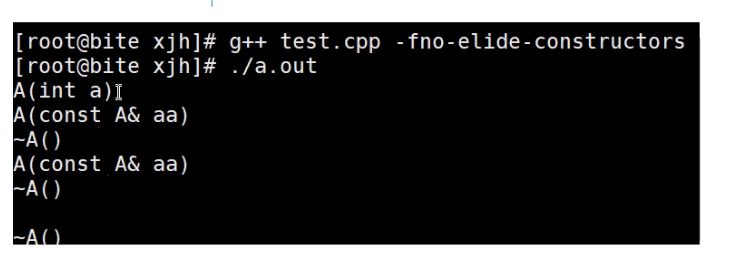 [root@bite xjh]# g++ test.cpp -fno-elide-constructors
[root@bite xjh]# ./a.out
A(int a)
A(const A& aa)
~A()
A(const A& aa)
~A()
~A()